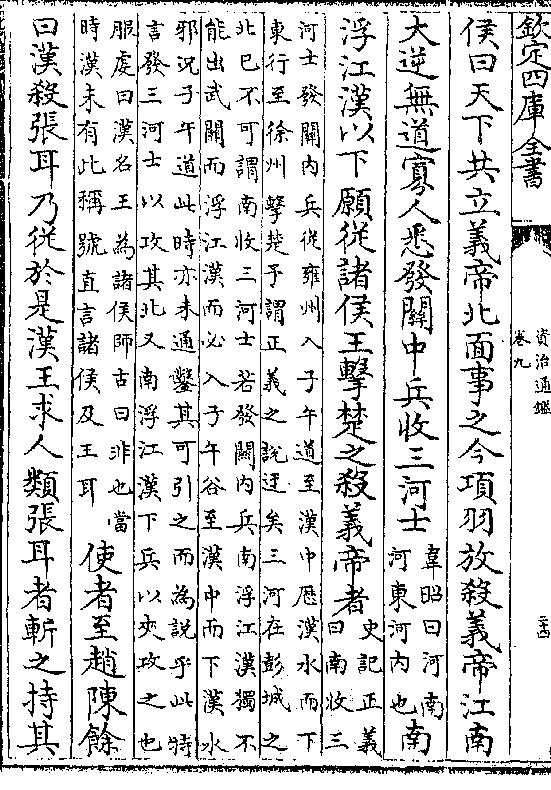 欽定四庫全書
資治通鑑
卷九
侯曰天下共立義帝北面事之今項羽放殺義帝江南
大逆無道寡人悉發關中兵收三河士
韋昭曰河南
河東河内也
南
浮江漢以下願從諸侯王擊楚之殺義帝者
史記正義
曰南收三
河士發關内兵從雍州入子午道至漢中歷漢水而下
東行至徐州擊楚予謂正義之說迂矣三河在彭城之
北巳不可謂南收三河士若發關内兵南浮江漢獨不
能出武關而浮江漢而必入子午谷至漢中而下漢水
邪況子午道此時亦未通鑿其可引之而為說乎此特
言發三河士以攻其北又南浮江漢下兵以夾攻之也
服虔曰漢名王為諸侯師古曰非也當
時漢未有此稱號直言諸侯及王耳
使者至趙陳餘
曰漢殺張耳乃從於是漢王求人類張耳者斬之持其